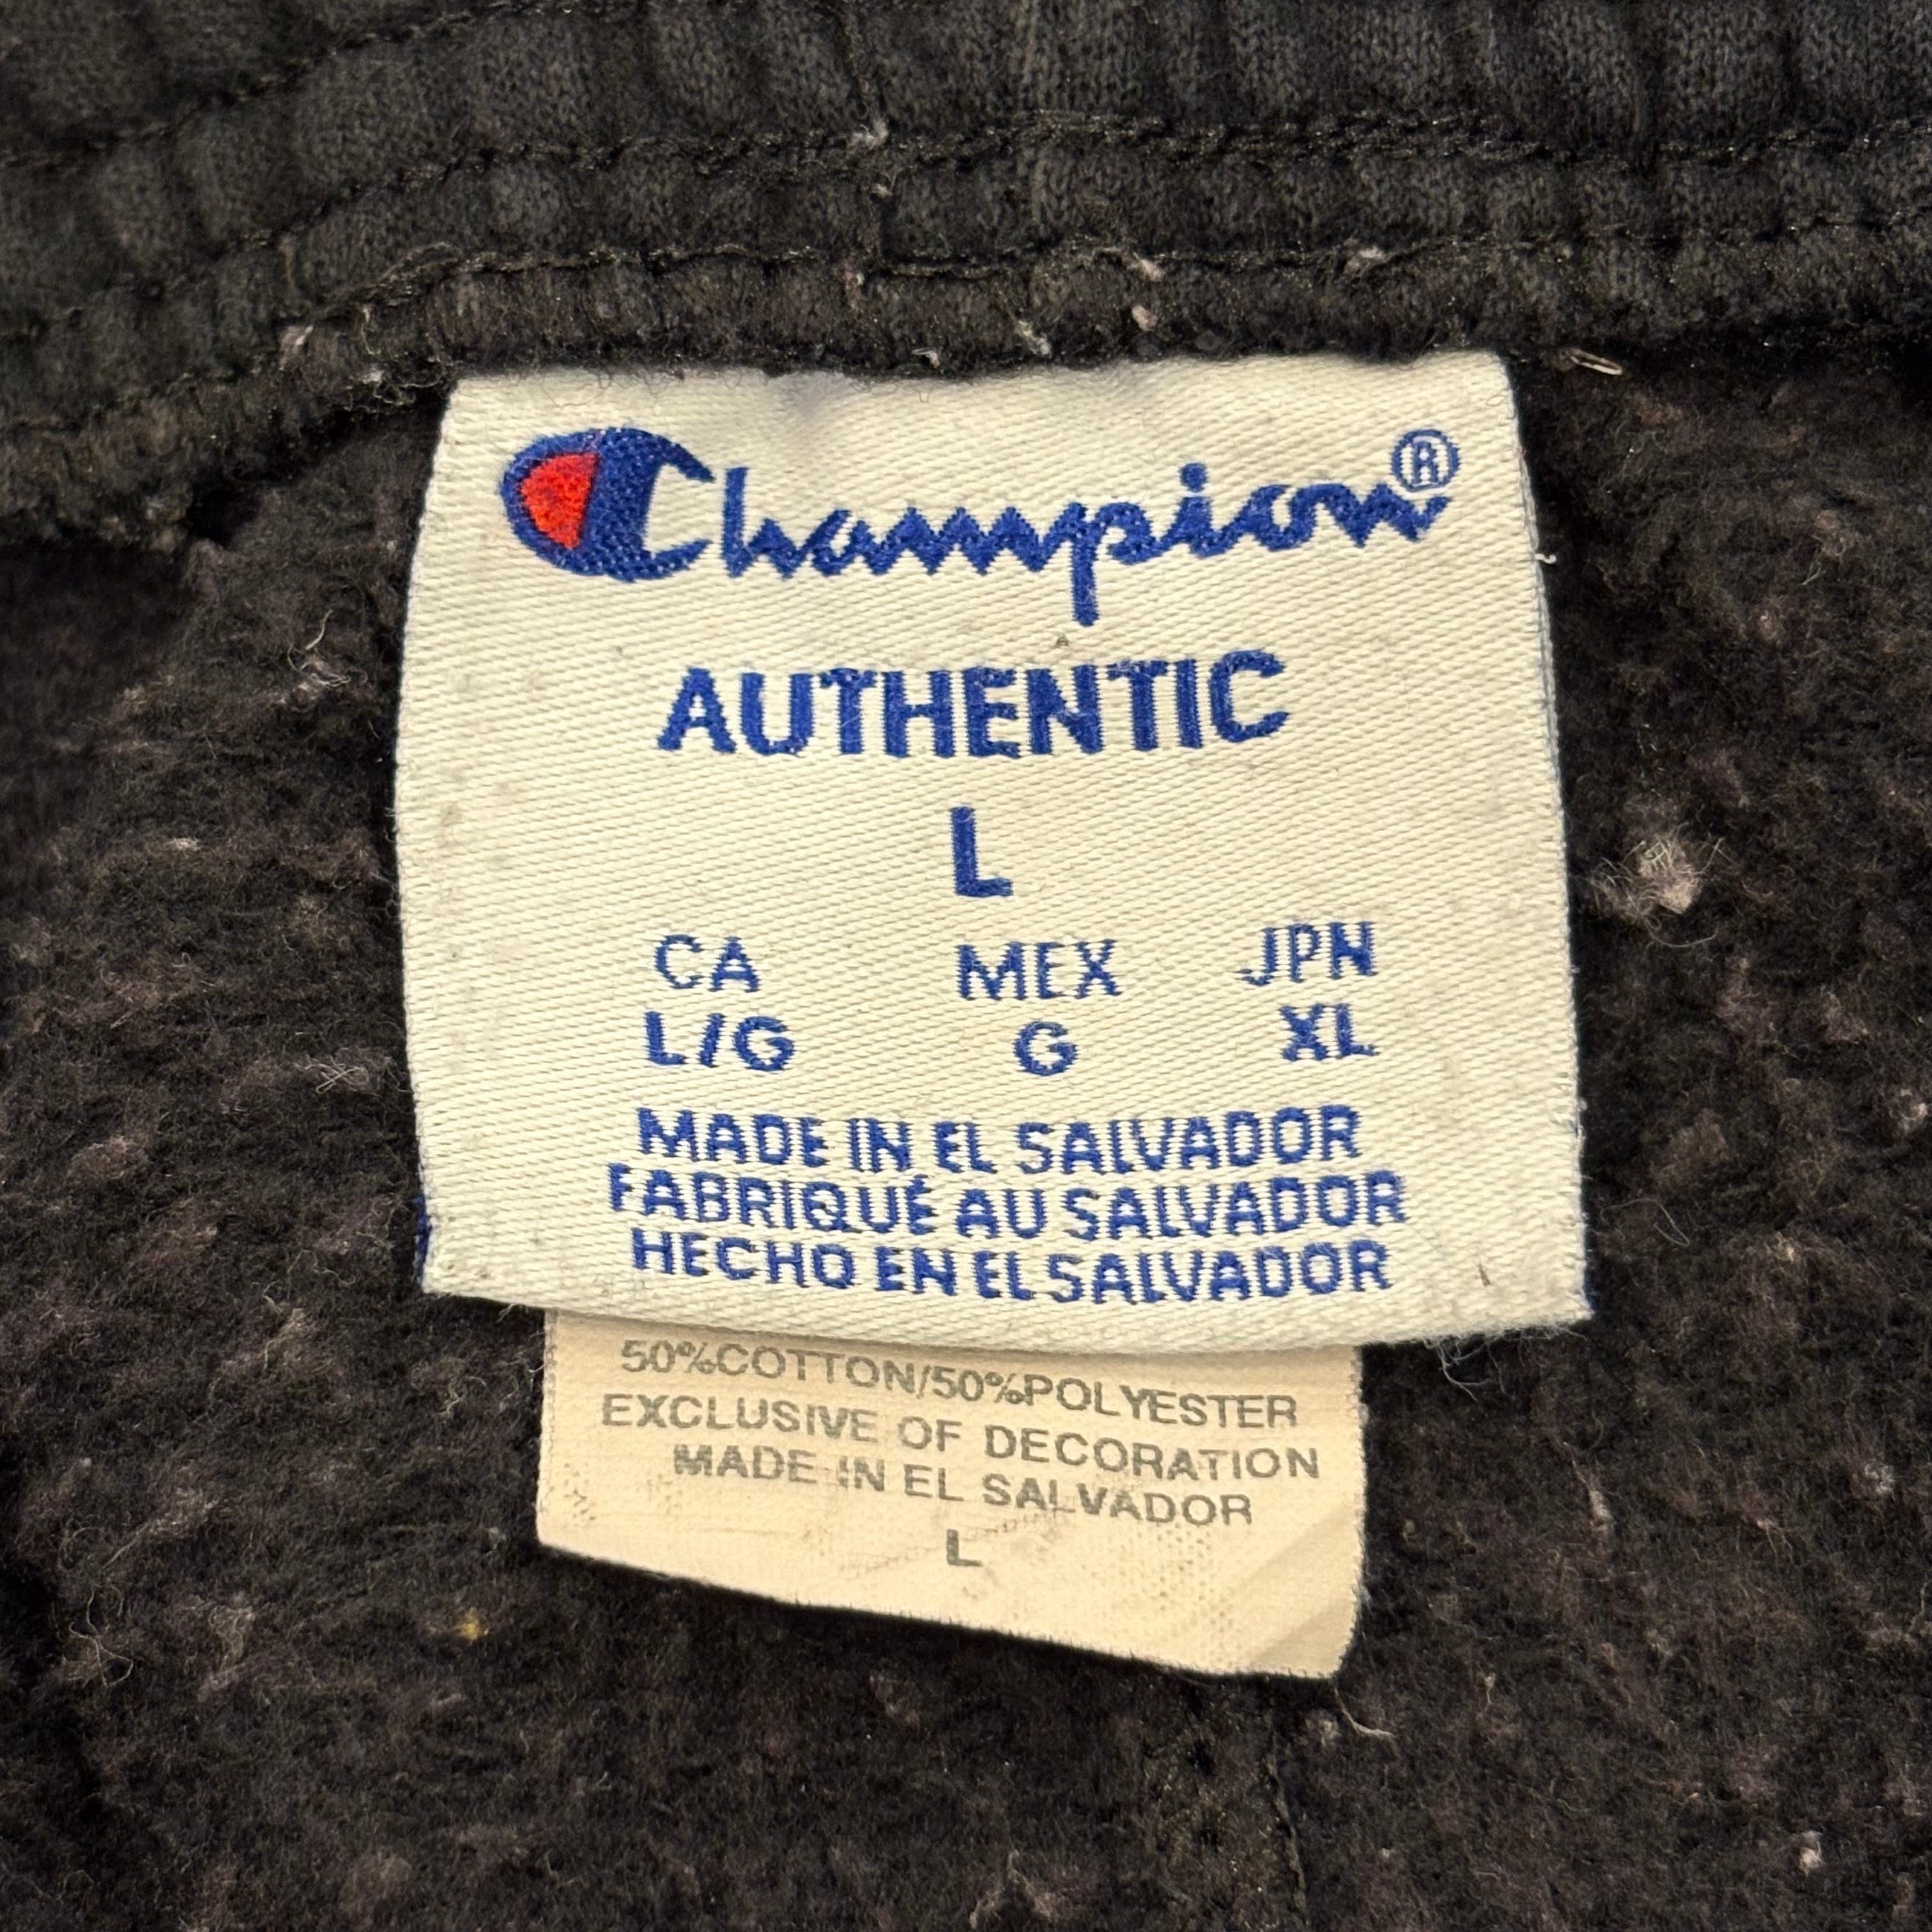 Champion®
AUTHENTIC
L
CA MEX JPN
L/G G XL
MADE IN EL SALVADOR
FABRIQUÉ AU SALVADOR
HECHO EN EL SALVADOR
50%COTTON/50%POLYESTER
EXCLUSIVE OF DECORATION
MADE IN EL SALVADOR
L